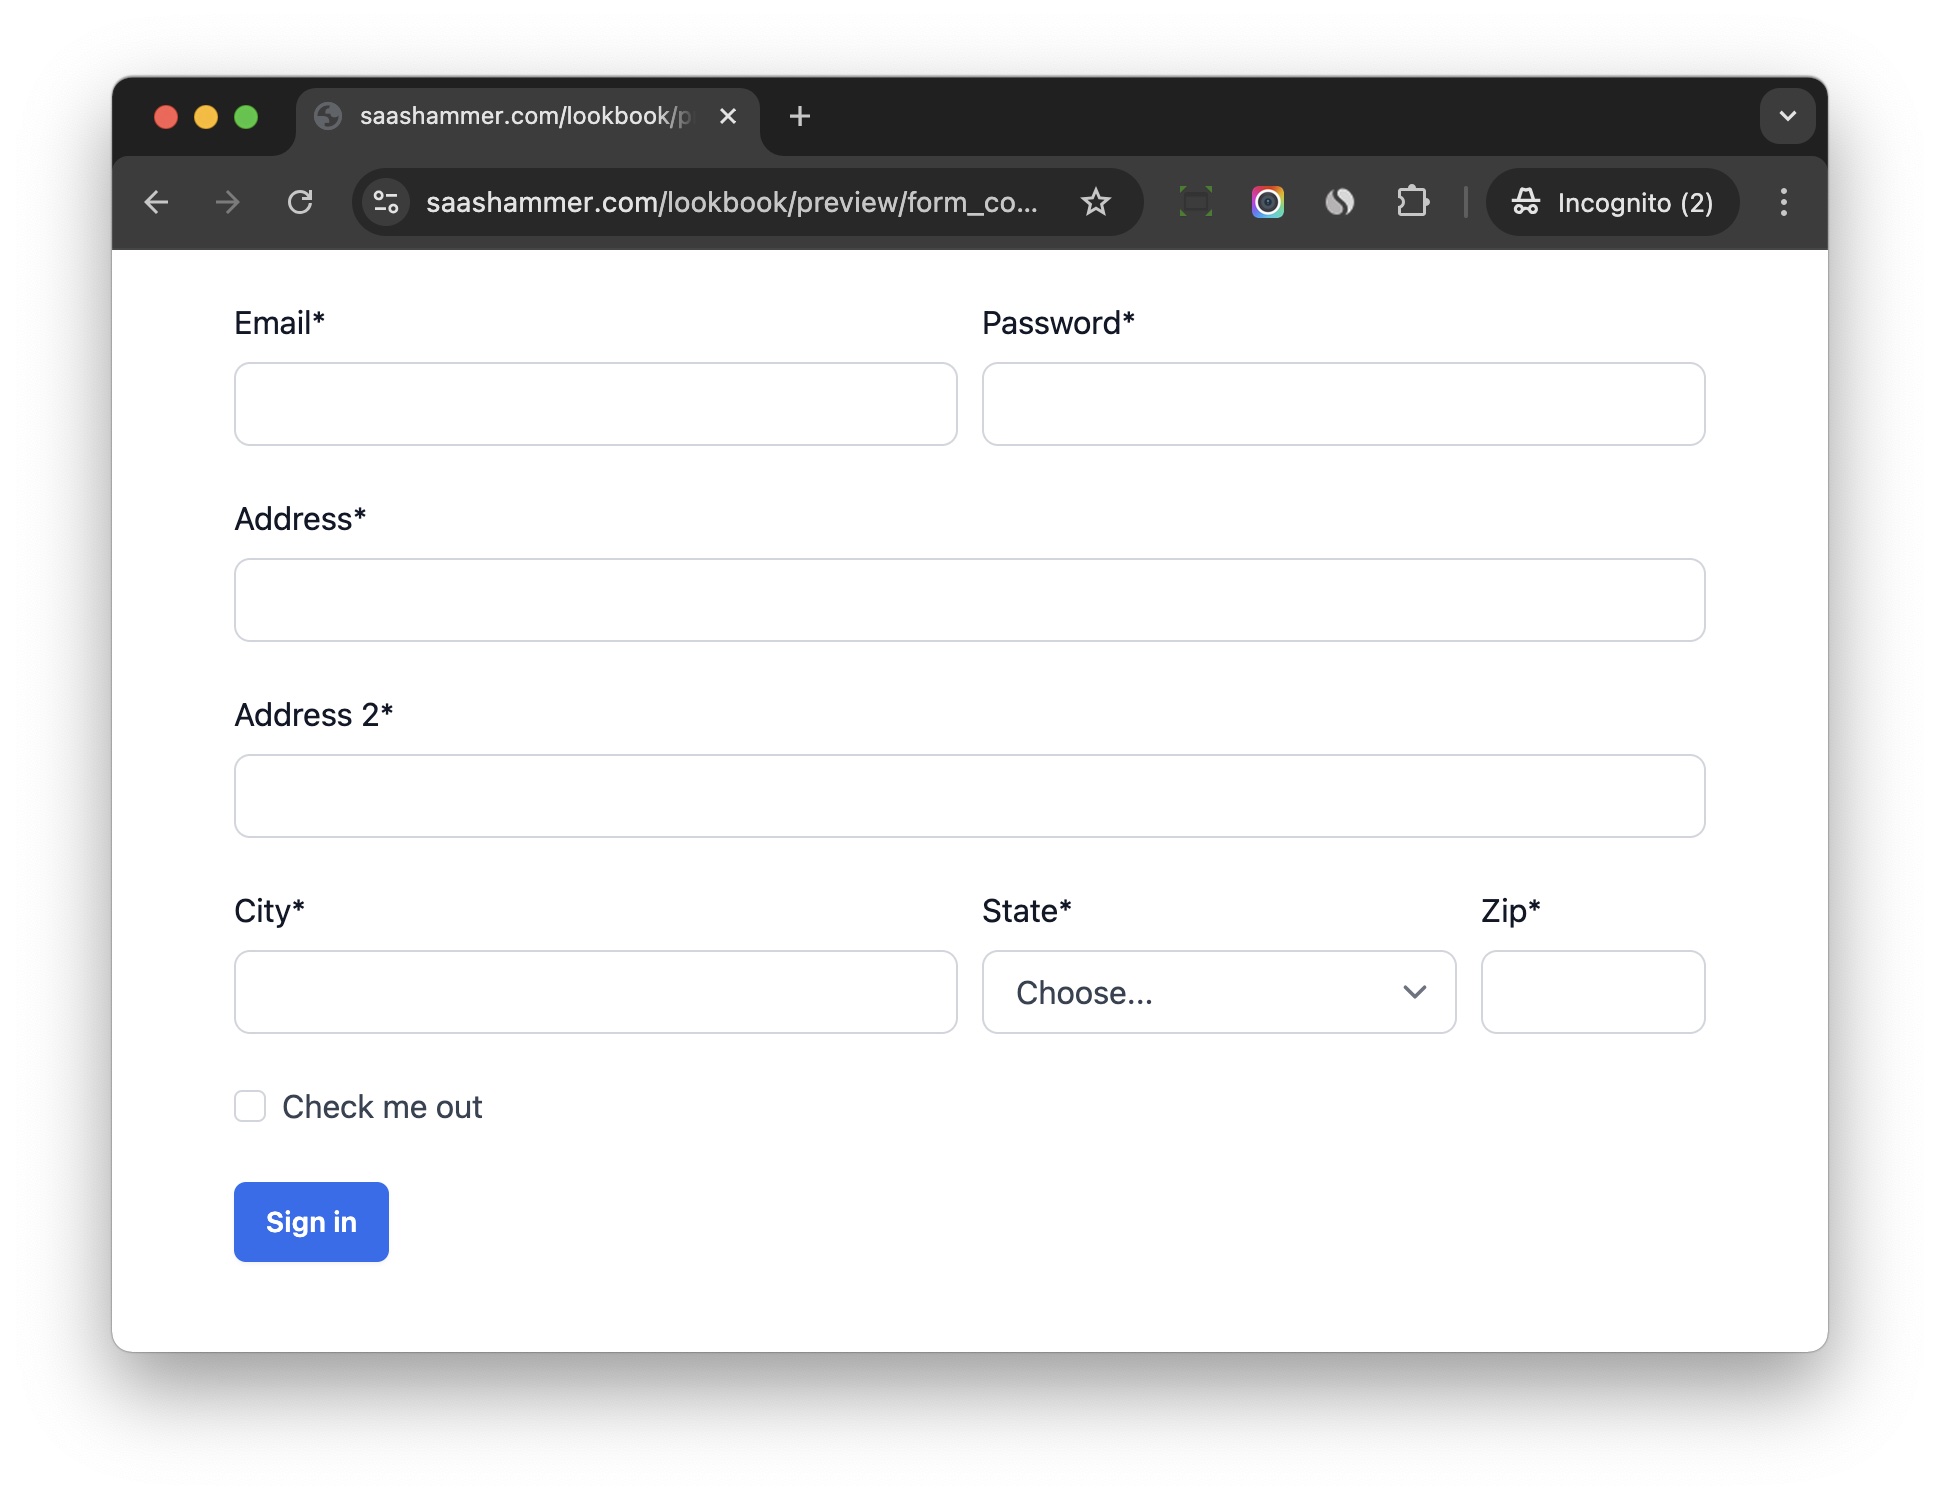 saashammer.com/lookbook/p
saashammer.com/lookbook/preview/form_co...
Incognito (2)
Email* Password*
Address*
Address 2*
City* State* Zip*
Choose...
Check me out
Sign in